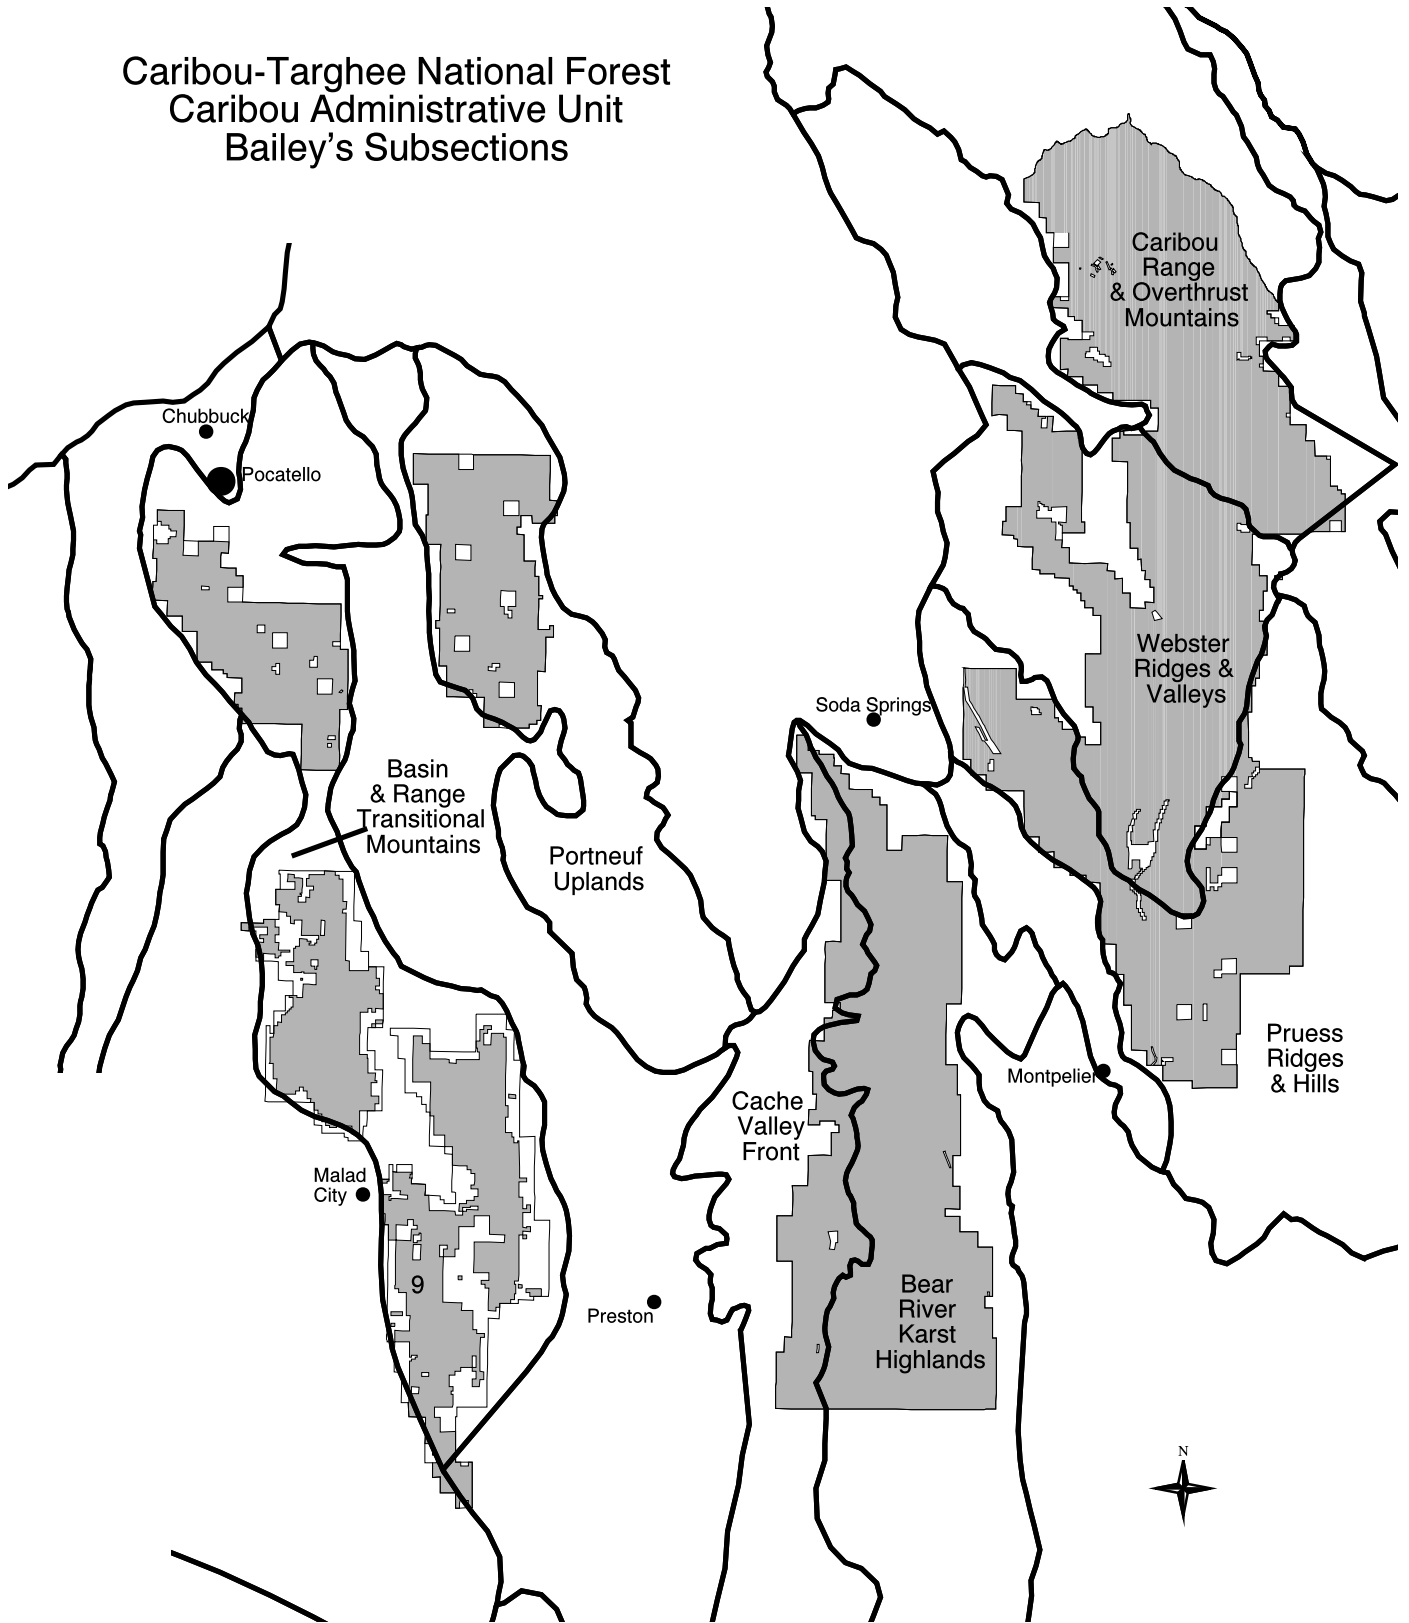 Caribou-Targhee National Forest
Caribou Administrative Unit
Bailey's Subsections
Caribou
Range
& Overthrust
Mountains
Chubbuck
Pocatello
Webster
Ridges &
Valleys
Soda Springs
Basin
& Range
Transitional
Mountains
Portneuf
Uplands
Pruess
Ridges
& Hills
Montpelier
Cache
Valley
Front
Malad
City
9
Preston
Bear
River
Karst
Highlands
N